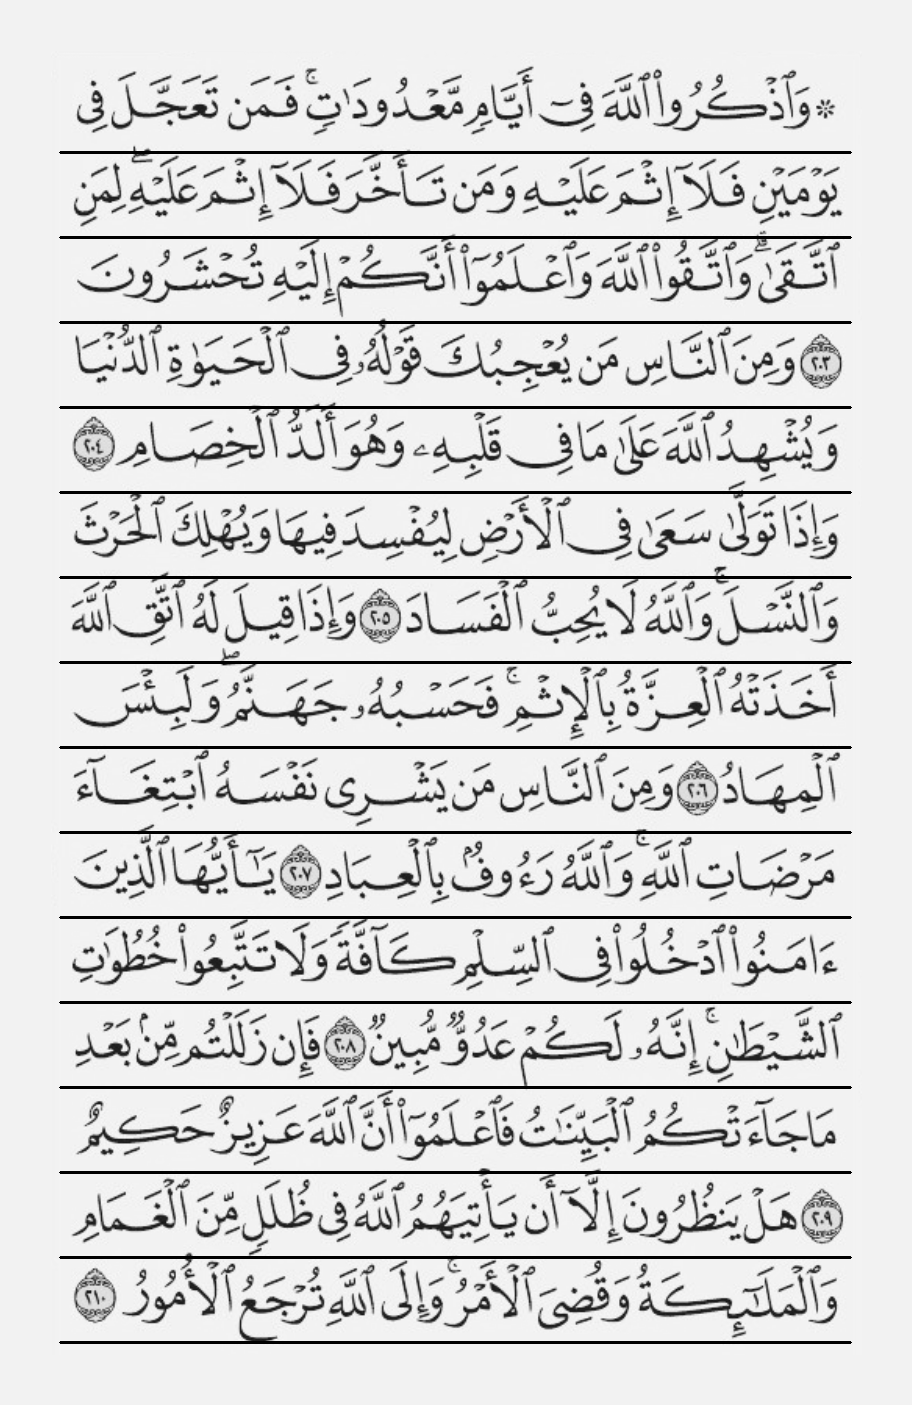 ۞ وَٱذْكُرُوا۟ ٱللَّهَ فِىٓ أَيَّامٍ مَّعْدُودَٰتٍ ۚ فَمَن تَعَجَّلَ فِى
يَوْمَيْنِ فَلَآ إِثْمَ عَلَيْهِ وَمَن تَأَخَّرَ فَلَآ إِثْمَ عَلَيْهِ ۖ لِمَنِ
ٱتَّقَىٰ ۗ وَٱتَّقُوا۟ ٱللَّهَ وَٱعْلَمُوٓا۟ أَنَّكُمْ إِلَيْهِ تُحْشَرُونَ
٢٠٣ وَمِنَ ٱلنَّاسِ مَن يُعْجِبُكَ قَوْلُهُۥ فِى ٱلْحَيَوٰةِ ٱلدُّنْيَا
وَيُشْهِدُ ٱللَّهَ عَلَىٰ مَا فِى قَلْبِهِۦ وَهُوَ أَلَدُّ ٱلْخِصَامِ ٢٠٤
وَإِذَا تَوَلَّىٰ سَعَىٰ فِى ٱلْأَرْضِ لِيُفْسِدَ فِيهَا وَيُهْلِكَ ٱلْحَرْثَ
وَٱلنَّسْلَ ۗ وَٱللَّهُ لَا يُحِبُّ ٱلْفَسَادَ ٢٠٥ وَإِذَا قِيلَ لَهُ ٱتَّقِ ٱللَّهَ
أَخَذَتْهُ ٱلْعِزَّةُ بِٱلْإِثْمِ ۚ فَحَسْبُهُۥ جَهَنَّمُ ۖ وَلَبِئْسَ
ٱلْمِهَادُ ٢٠٦ وَمِنَ ٱلنَّاسِ مَن يَشْرِى نَفْسَهُ ٱبْتِغَآءَ
مَرْضَاتِ ٱللَّهِ ۗ وَٱللَّهُ رَءُوفٌۢ بِٱلْعِبَادِ ٢٠٧ يَٰٓأَيُّهَا ٱلَّذِينَ
ءَامَنُوا۟ ٱدْخُلُوا۟ فِى ٱلسِّلْمِ كَآفَّةً وَلَا تَتَّبِعُوا۟ خُطُوَٰتِ
ٱلشَّيْطَٰنِ ۚ إِنَّهُۥ لَكُمْ عَدُوٌّ مُّبِينٌ ٢٠٨ فَإِن زَلَلْتُم مِّنۢ بَعْدِ
مَا جَآءَتْكُمُ ٱلْبَيِّنَٰتُ فَٱعْلَمُوٓا۟ أَنَّ ٱللَّهَ عَزِيزٌ حَكِيمٌ
٢٠٩ هَلْ يَنظُرُونَ إِلَّآ أَن يَأْتِيَهُمُ ٱللَّهُ فِى ظُلَلٍ مِّنَ ٱلْغَمَامِ
وَٱلْمَلَٰٓئِكَةُ وَقُضِىَ ٱلْأَمْرُ ۚ وَإِلَى ٱللَّهِ تُرْجَعُ ٱلْأُمُورُ ٢١٠